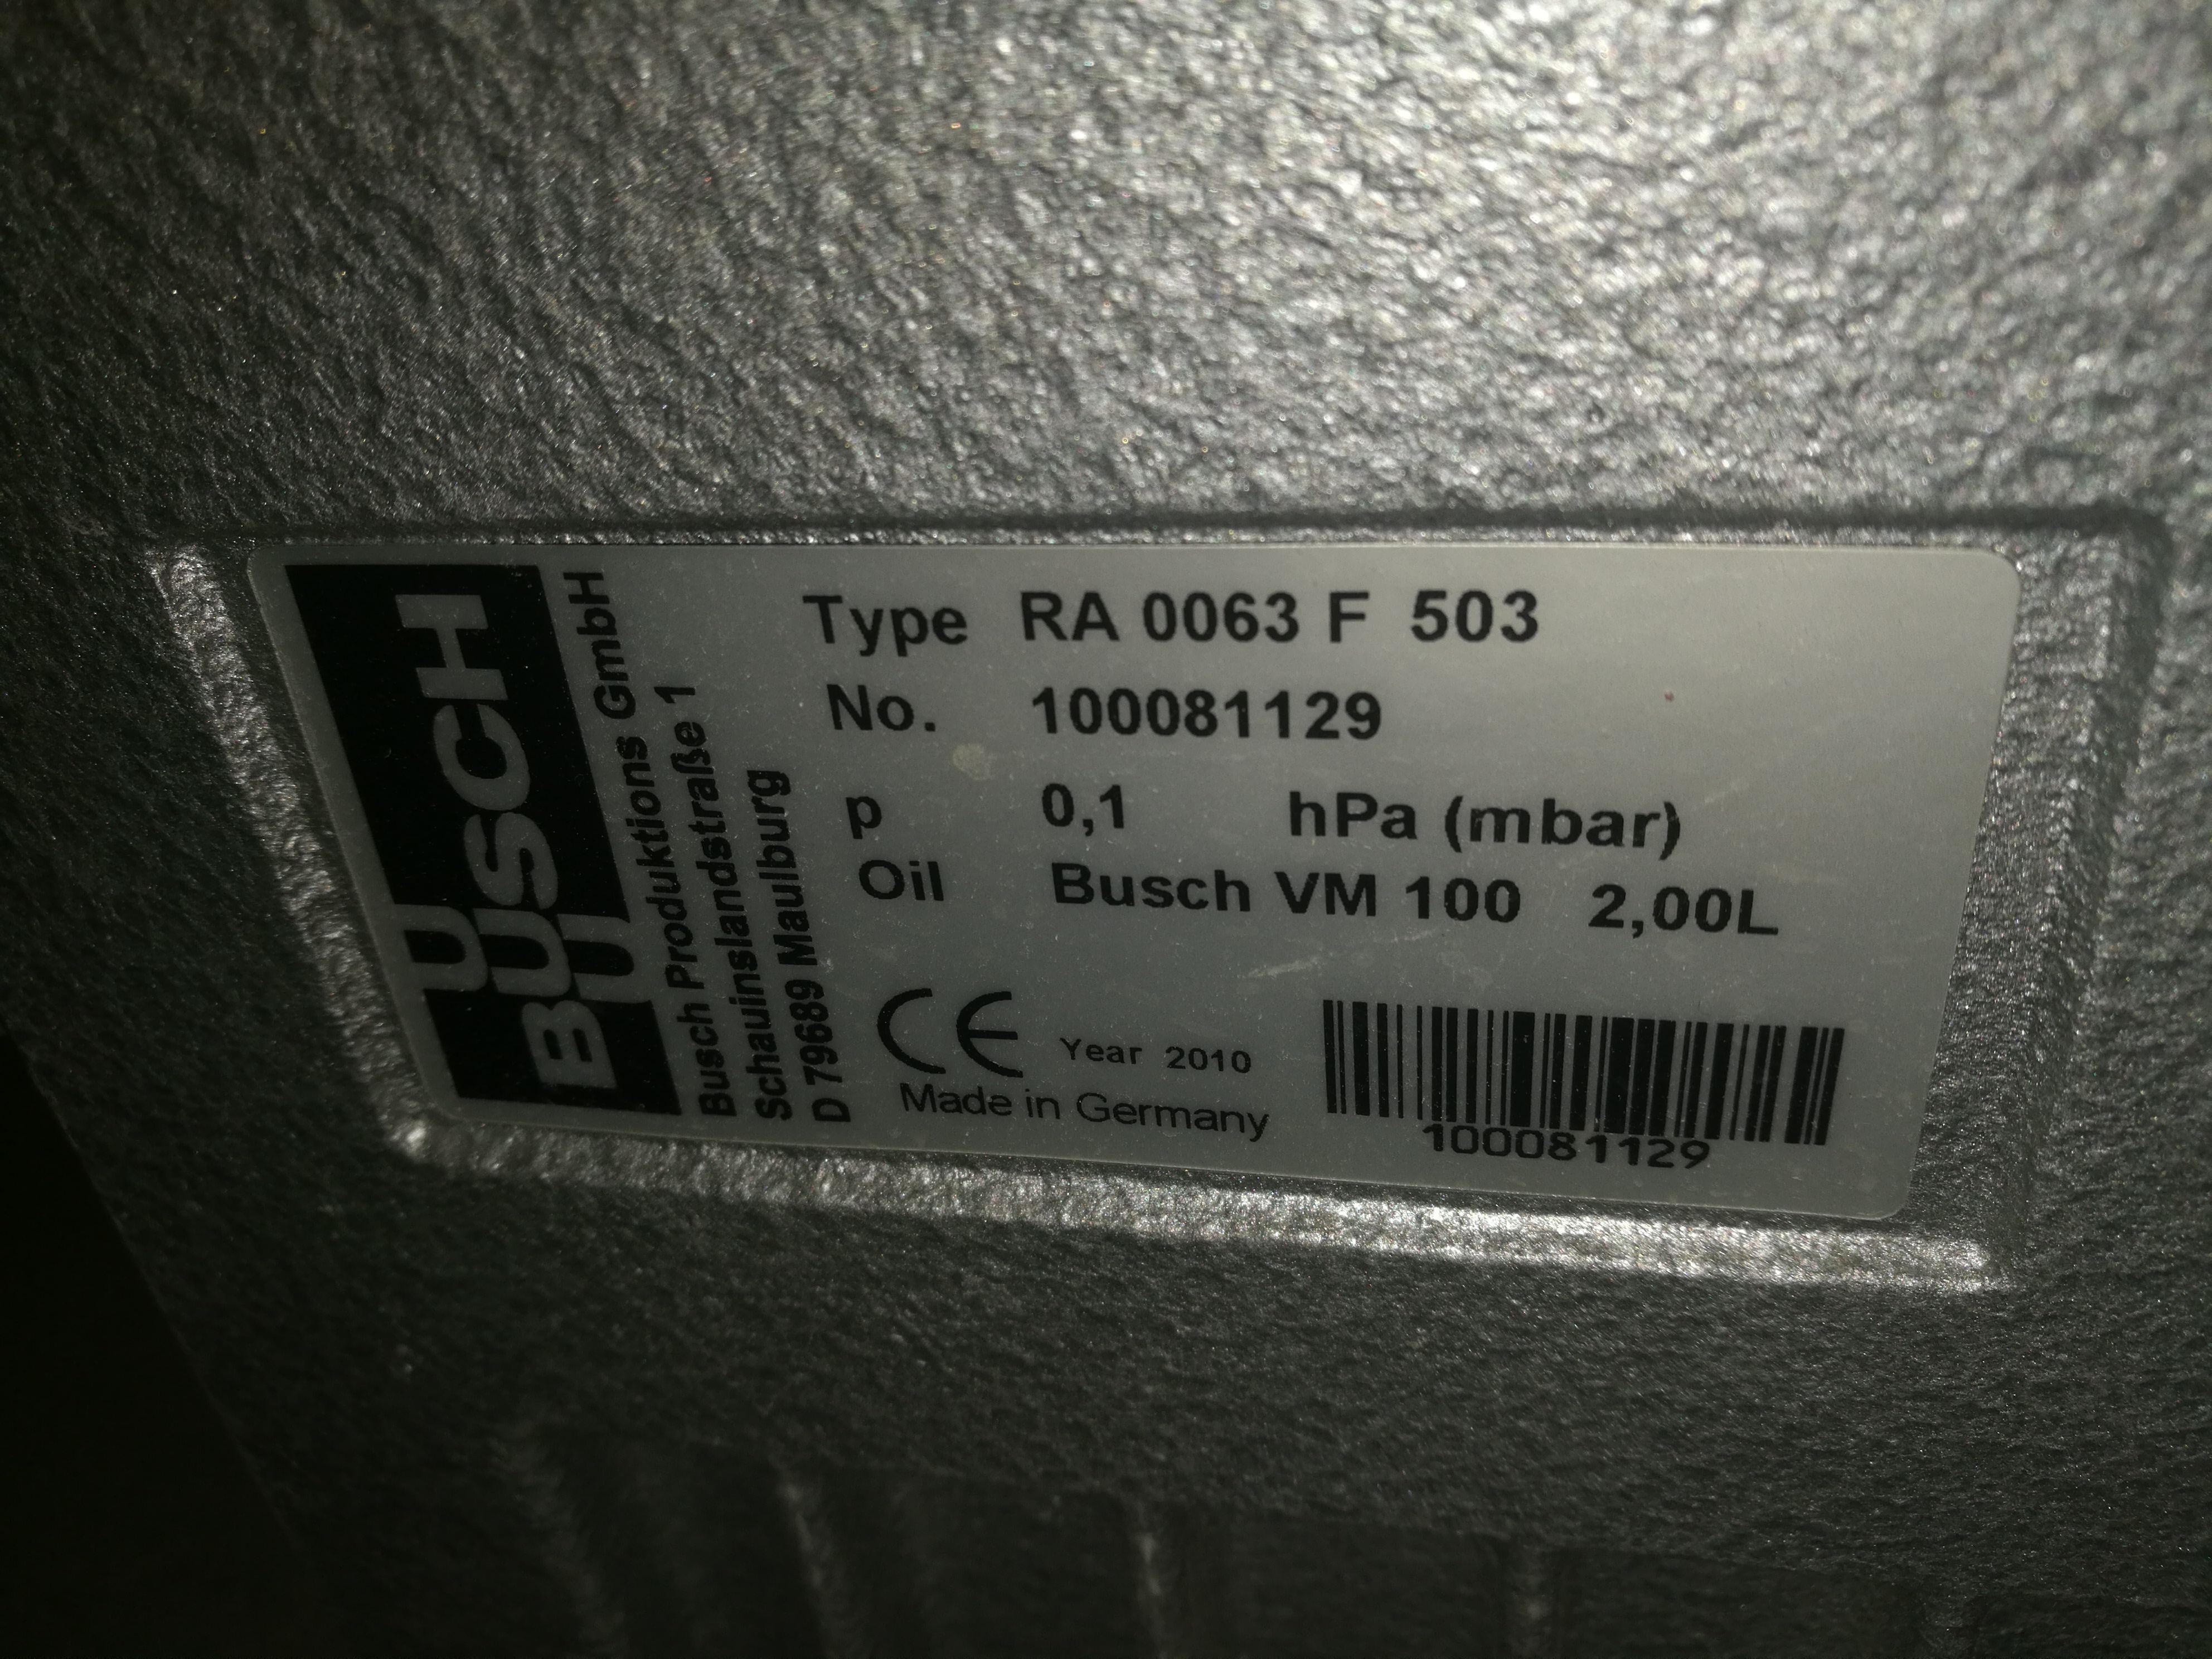 BUSCH
U
U
Busch Produktions GmbH
Schauinslandstraße 1
D 79689 Maulburg
Type RA 0063 F 503
No. 100081129
p 0,1 hPa (mbar)
Oil Busch VM 100 2,00L
CE Year 2010
Made in Germany
100081129